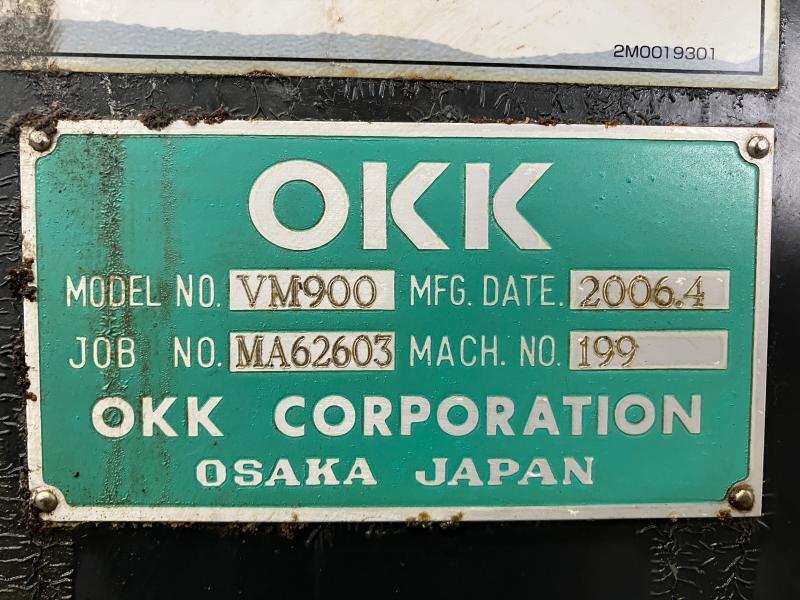 2M0019301
OKK
MODEL NO. VM900 MFG. DATE. 2006.4
JOB NO. MA62603 MACH. NO. 199
OKK CORPORATION
OSAKA JAPAN